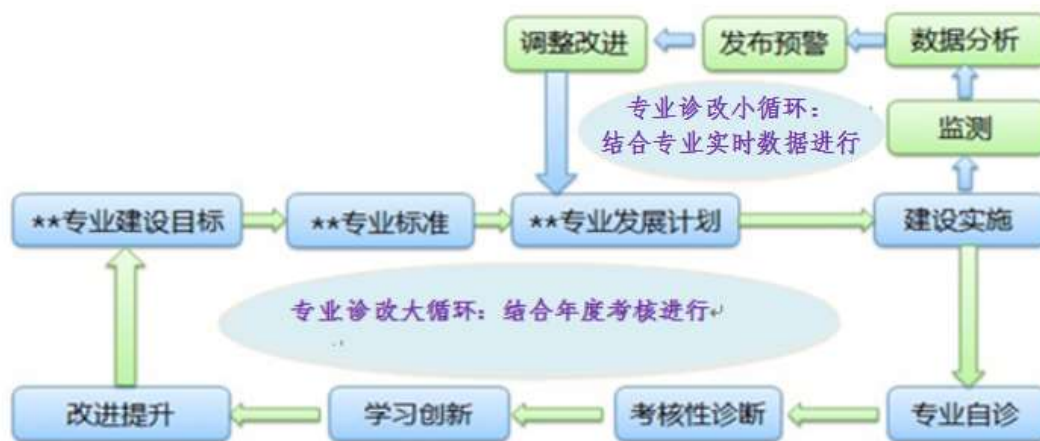 调整改进
发布预警
数据分析
专业诊改小循环：
结合专业实时数据进行
监测
**专业建设目标
**专业标准
**专业发展计划
建设实施
专业诊改大循环：结合年度考核进行
改进提升
学习创新
考核性诊断
专业自诊